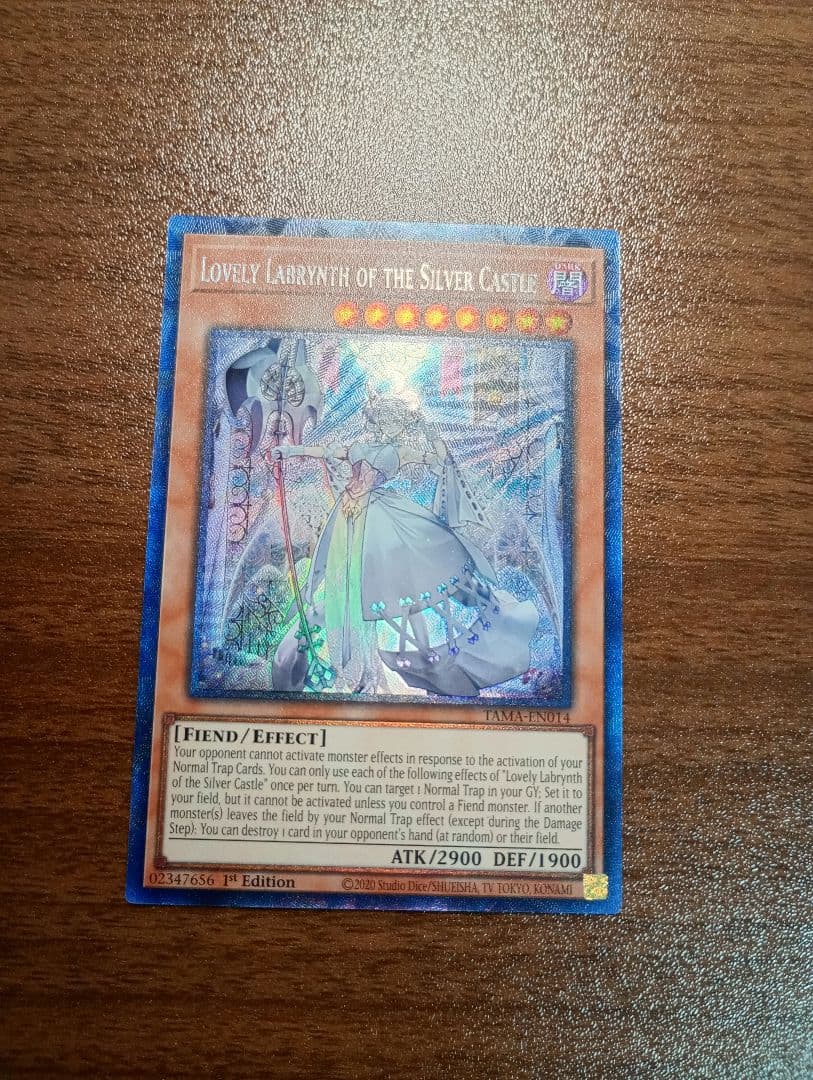 LOVELY LABRYNTH OF THE SILVER CASTLE
DARK
闇
TAMA-EN014
[FIEND/EFFECT]
Your opponent cannot activate monster effects in response to the activation of your
Normal Trap Cards. You can only use each of the following effects of "Lovely Labrynth
of the Silver Castle" once per turn. You can target 1 Normal Trap in your GY; Set it to
your field, but it cannot be activated unless you control a Fiend monster. If another
monster(s) leaves the field by your Normal Trap effect (except during the Damage
Step): You can destroy 1 card in your opponent's hand (at random) or their field.
ATK/2900 DEF/1900
02347656 1st Edition ©2020 Studio Dice/SHUEISHA, TV TOKYO, KONAMI